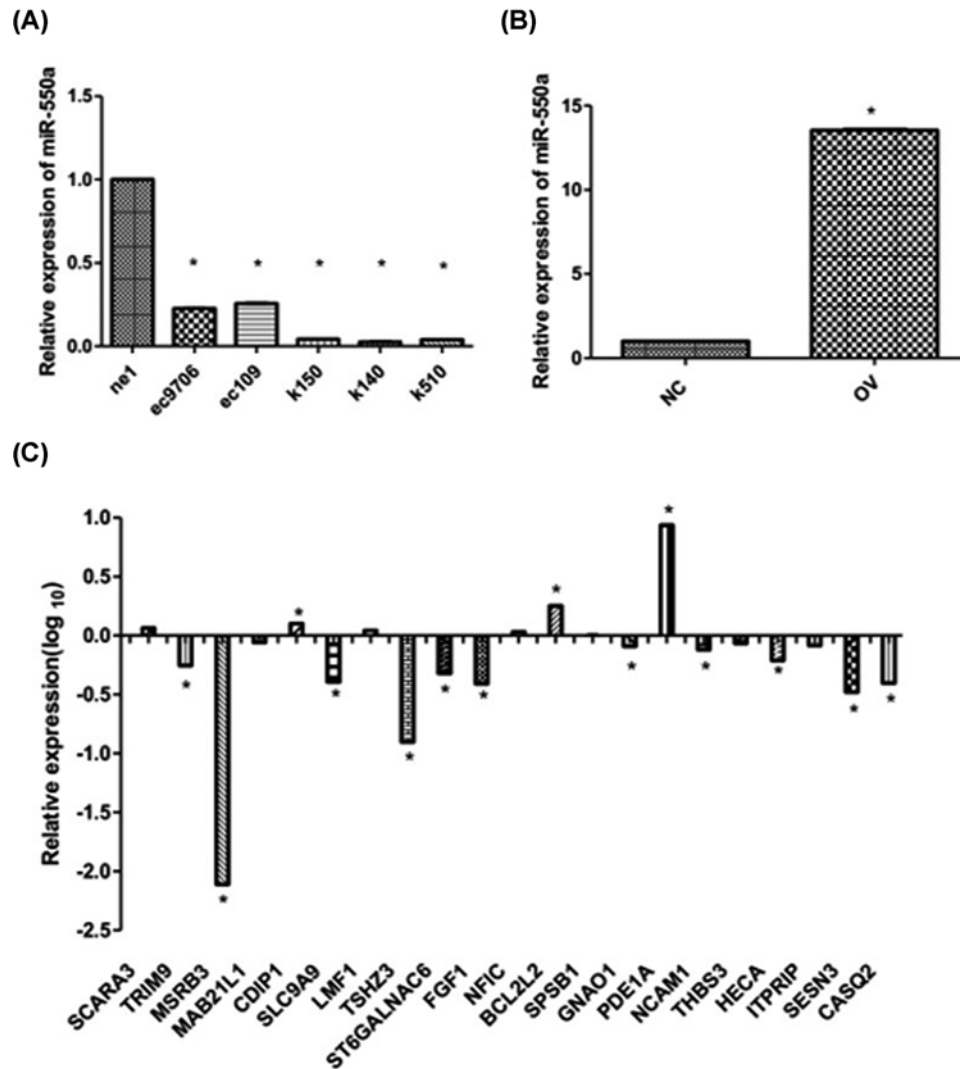 (A)
Relative expression of miR-550a
1.5
1.0
0.5
0.0
*
*
*
*
*
ne1
ec9706
ec109
k150
k140
k510
(B)
Relative expression of miR-550a
15
10
5
0
*
NC
OV
(C)
Relative expression(log 10)
1.0
0.5
0.0
-0.5
-1.0
-1.5
-2.0
-2.5
*
*
*
*
*
*
*
*
*
*
*
*
*
*
SCARA3
TRIM9
MSRB3
MAB21L1
CDIP1
SLC9A9
LMF1
TSHZ3
ST6GALNAC6
FGF1
NFIC
BCL2L2
SPSB1
GNAO1
PDE1A
NCAM1
THBS3
HECA
ITPRIP
SESN3
CASQ2